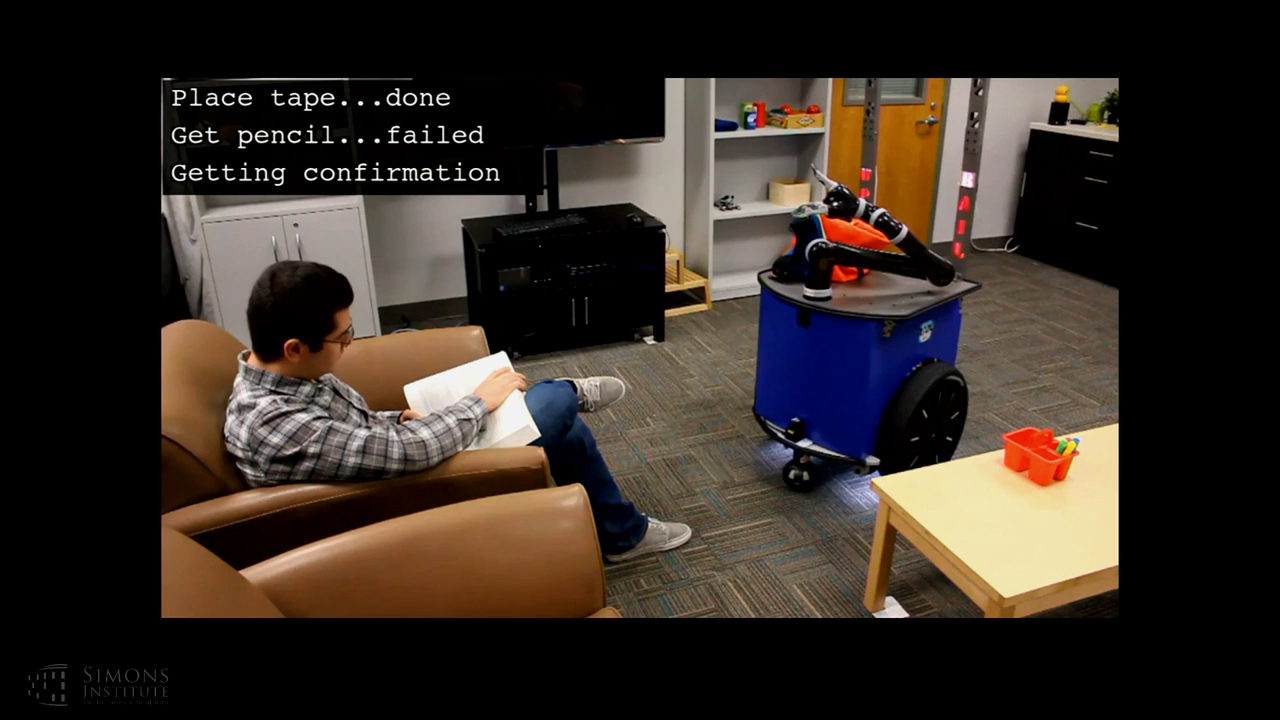 Place tape...done
Get pencil...failed
Getting confirmation
SIMONS
INSTITUTE